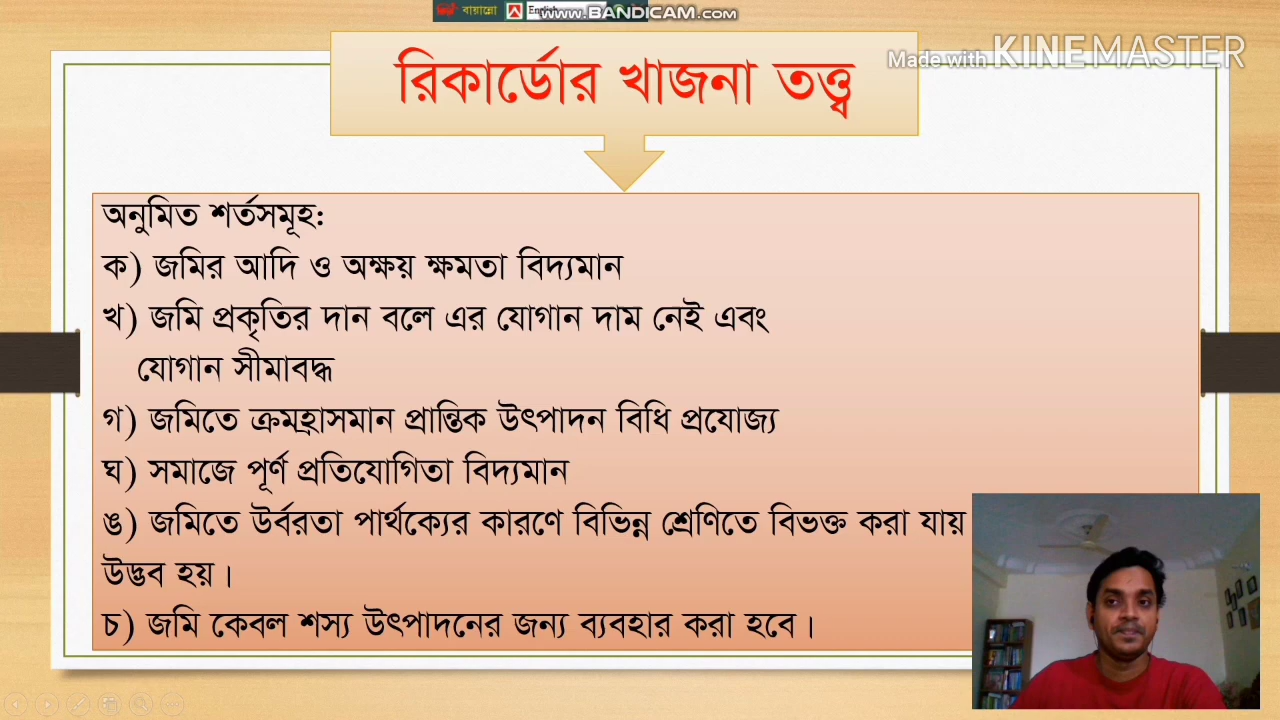 বায়ান্নো English
www.BANDICAM.com
Made with KINEMASTER
রিকার্ডোর খাজনা তত্ত্ব
অনুমিত শর্তসমূহ:
ক) জমির আদি ও অক্ষয় ক্ষমতা বিদ্যমান
খ) জমি প্রকৃতির দান বলে এর যোগান দাম নেই এবং
যোগান সীমাবদ্ধ
গ) জমিতে ক্রমহ্রাসমান প্রান্তিক উৎপাদন বিধি প্রযোজ্য
ঘ) সমাজে পূর্ণ প্রতিযোগিতা বিদ্যমান
ঙ) জমিতে উর্বরতা পার্থক্যের কারণে বিভিন্ন শ্রেণিতে বিভক্ত করা যায়
উদ্ভব হয়।
চ) জমি কেবল শস্য উৎপাদনের জন্য ব্যবহার করা হবে।